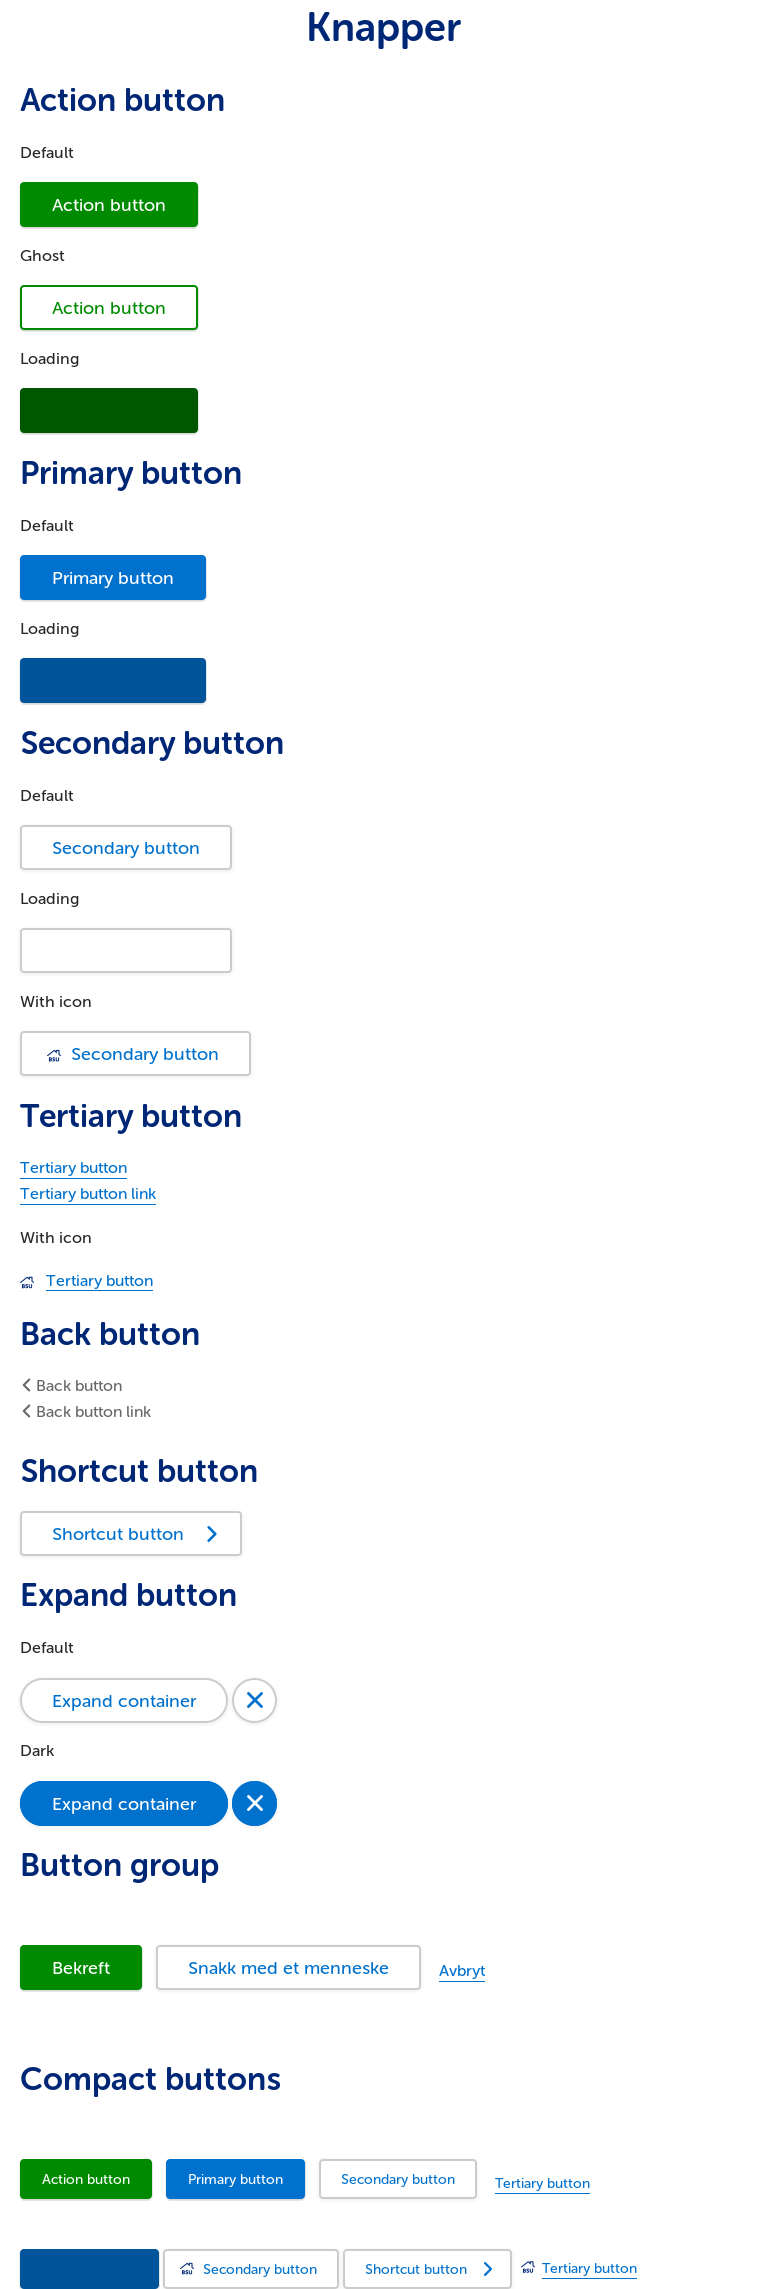 Knapper
Action button
Default
Action button
Ghost
Action button
Loading
Primary button
Default
Primary button
Loading
Secondary button
Default
Secondary button
Loading
With icon
BSU Secondary button
Tertiary button
Tertiary button
Tertiary button link
With icon
BSU Tertiary button
Back button
Back button
Back button link
Shortcut button
Shortcut button
Expand button
Default
Expand container
Dark
Expand container
Button group
Bekreft Snakk med et menneske Avbryt
Compact buttons
Action button Primary button Secondary button Tertiary button
BSU Secondary button Shortcut button BSU Tertiary button